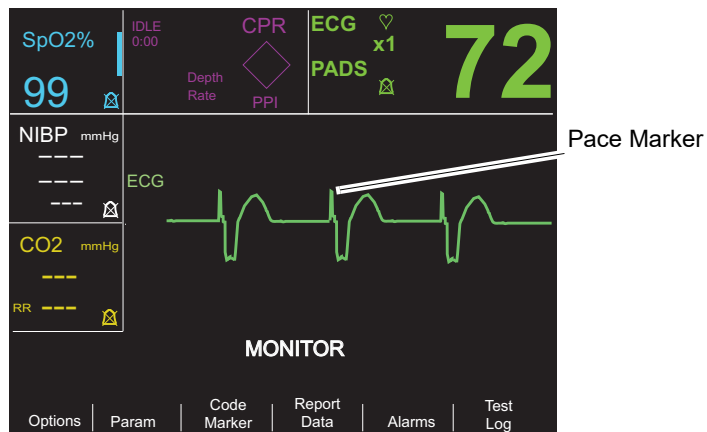 SpO2%
99
IDLE
0:00
CPR
Depth
Rate
PPI
ECG
x1
PADS
72
NIBP mmHg
---
---
---
ECG
Pace Marker
CO2 mmHg
---
RR ---
MONITOR
Options
Param
Code
Marker
Report
Data
Alarms
Test
Log